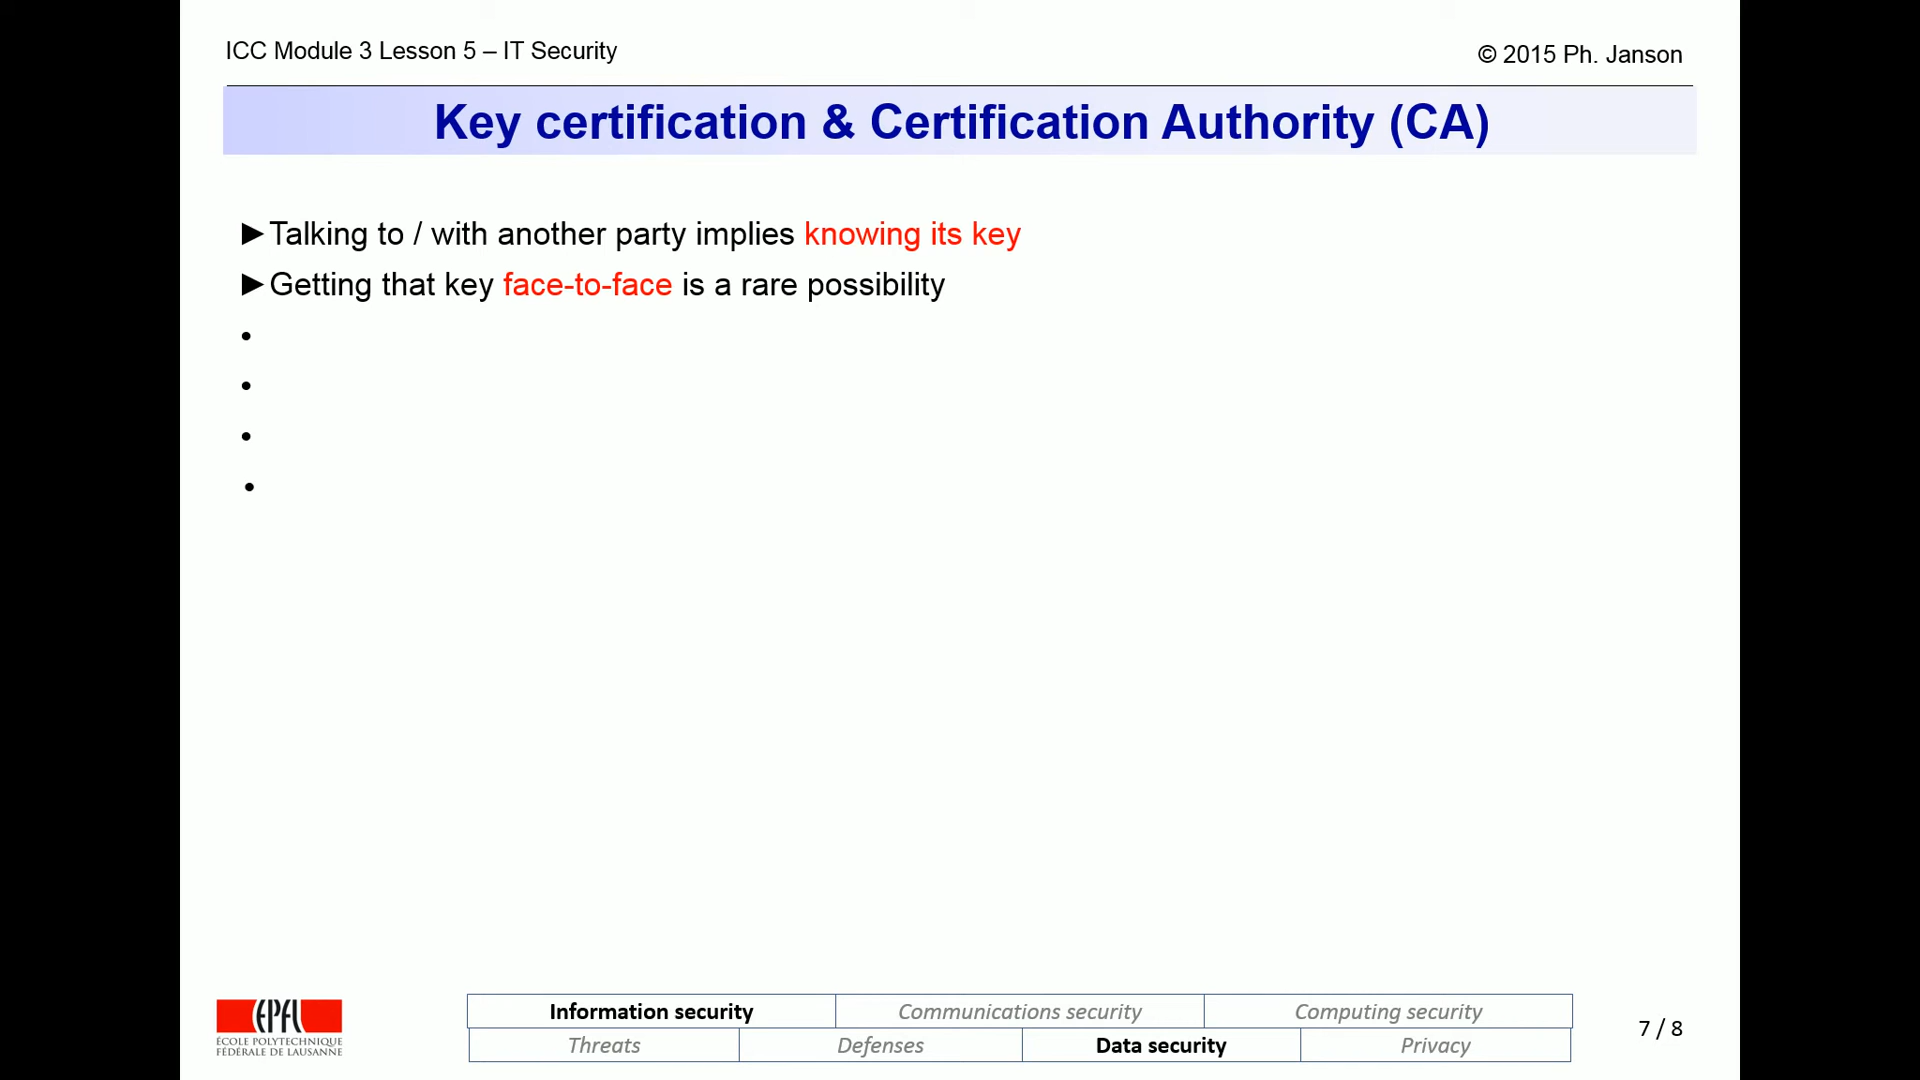 ICC Module 3 Lesson 5 – IT Security
© 2015 Ph. Janson
Key certification & Certification Authority (CA)
►Talking to / with another party implies knowing its key
►Getting that key face-to-face is a rare possibility
•
•
•
•
EPFL
ÉCOLE POLYTECHNIQUE
FÉDÉRALE DE LAUSANNE
Information security Communications security Computing security
Threats Defenses Data security Privacy
7 / 8